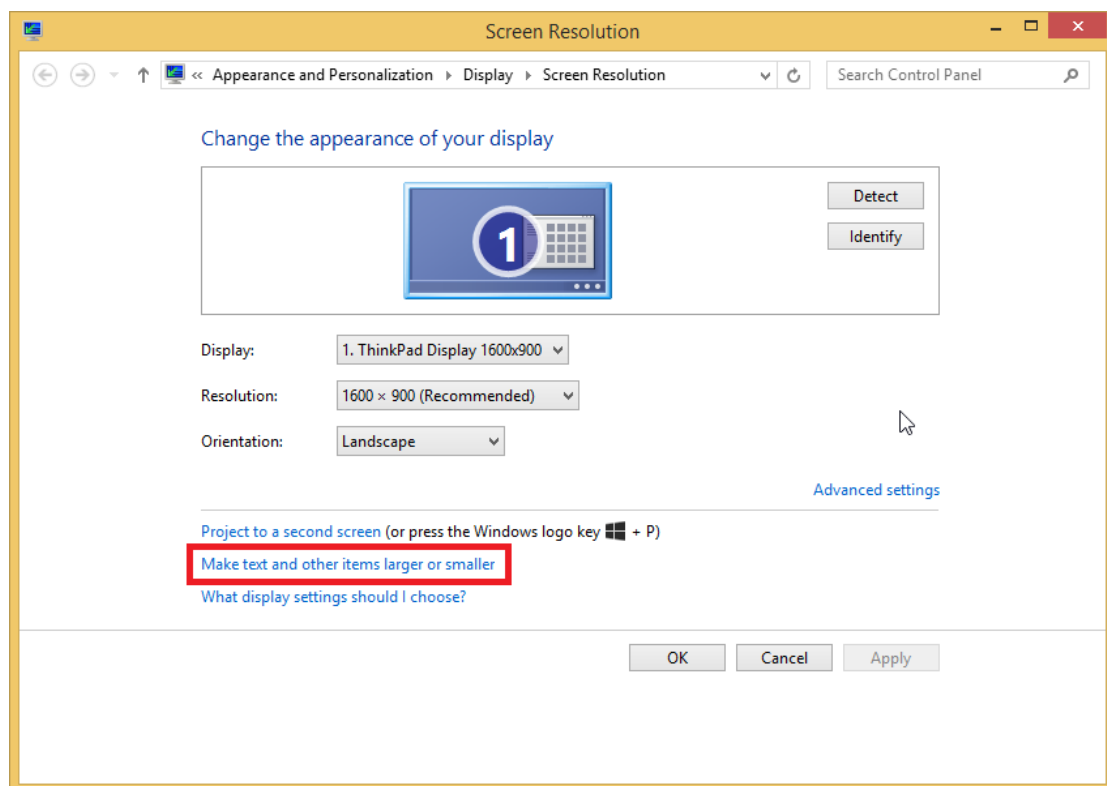 Screen Resolution
« Appearance and Personalization Display Screen Resolution
Search Control Panel
Change the appearance of your display
1
Detect
Identify
Display: 1. ThinkPad Display 1600x900
Resolution: 1600 × 900 (Recommended)
Orientation: Landscape
Advanced settings
Project to a second screen (or press the Windows logo key + P)
Make text and other items larger or smaller
What display settings should I choose?
OK Cancel Apply